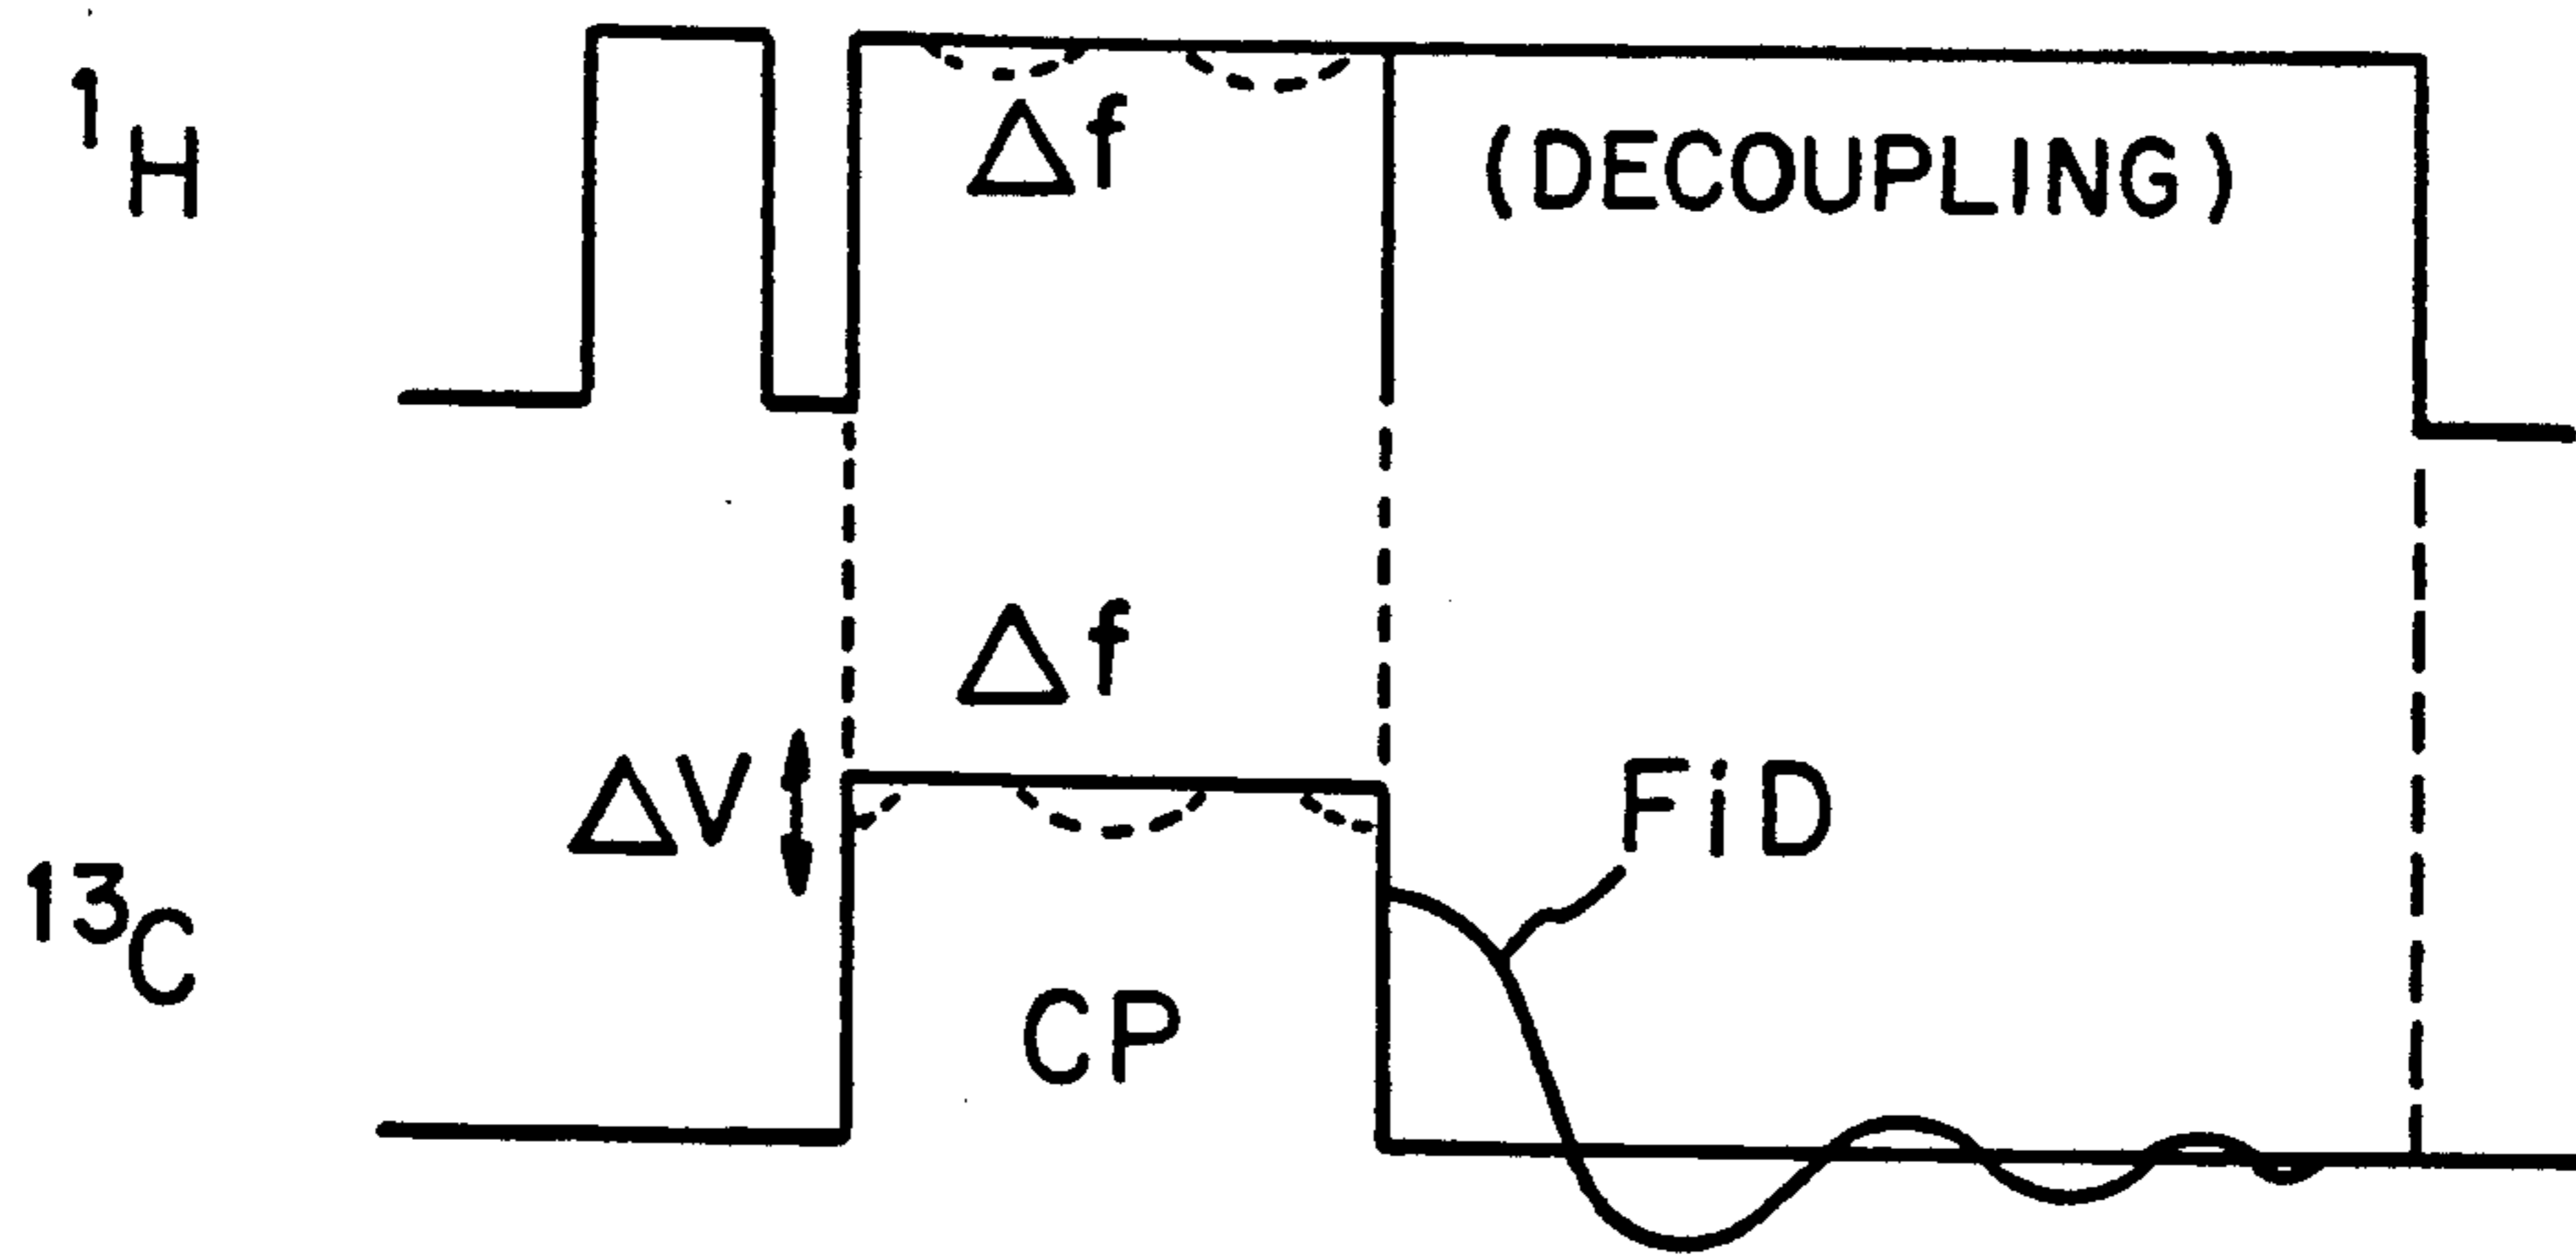 ¹H
Δf
(DECOUPLING)
Δf
ΔV
FiD
¹³C
CP